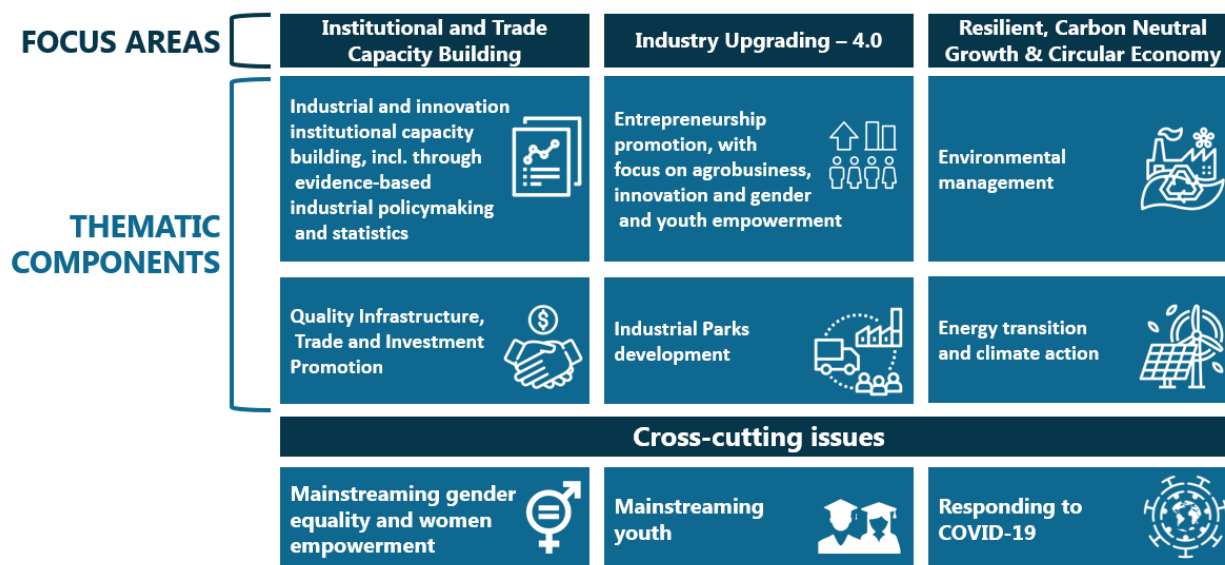 FOCUS AREAS
Institutional and Trade
Capacity Building
Industry Upgrading – 4.0
Resilient, Carbon Neutral
Growth & Circular Economy
THEMATIC
COMPONENTS
Industrial and innovation
institutional capacity
building, incl. through
evidence-based
industrial policymaking
and statistics
Entrepreneurship
promotion, with
focus on agrobusiness,
innovation and gender
and youth empowerment
Environmental
management
Quality Infrastructure,
Trade and Investment
Promotion
$
Industrial Parks
development
Energy transition
and climate action
Cross-cutting issues
Mainstreaming gender
equality and women
empowerment
Mainstreaming
youth
Responding to
COVID-19